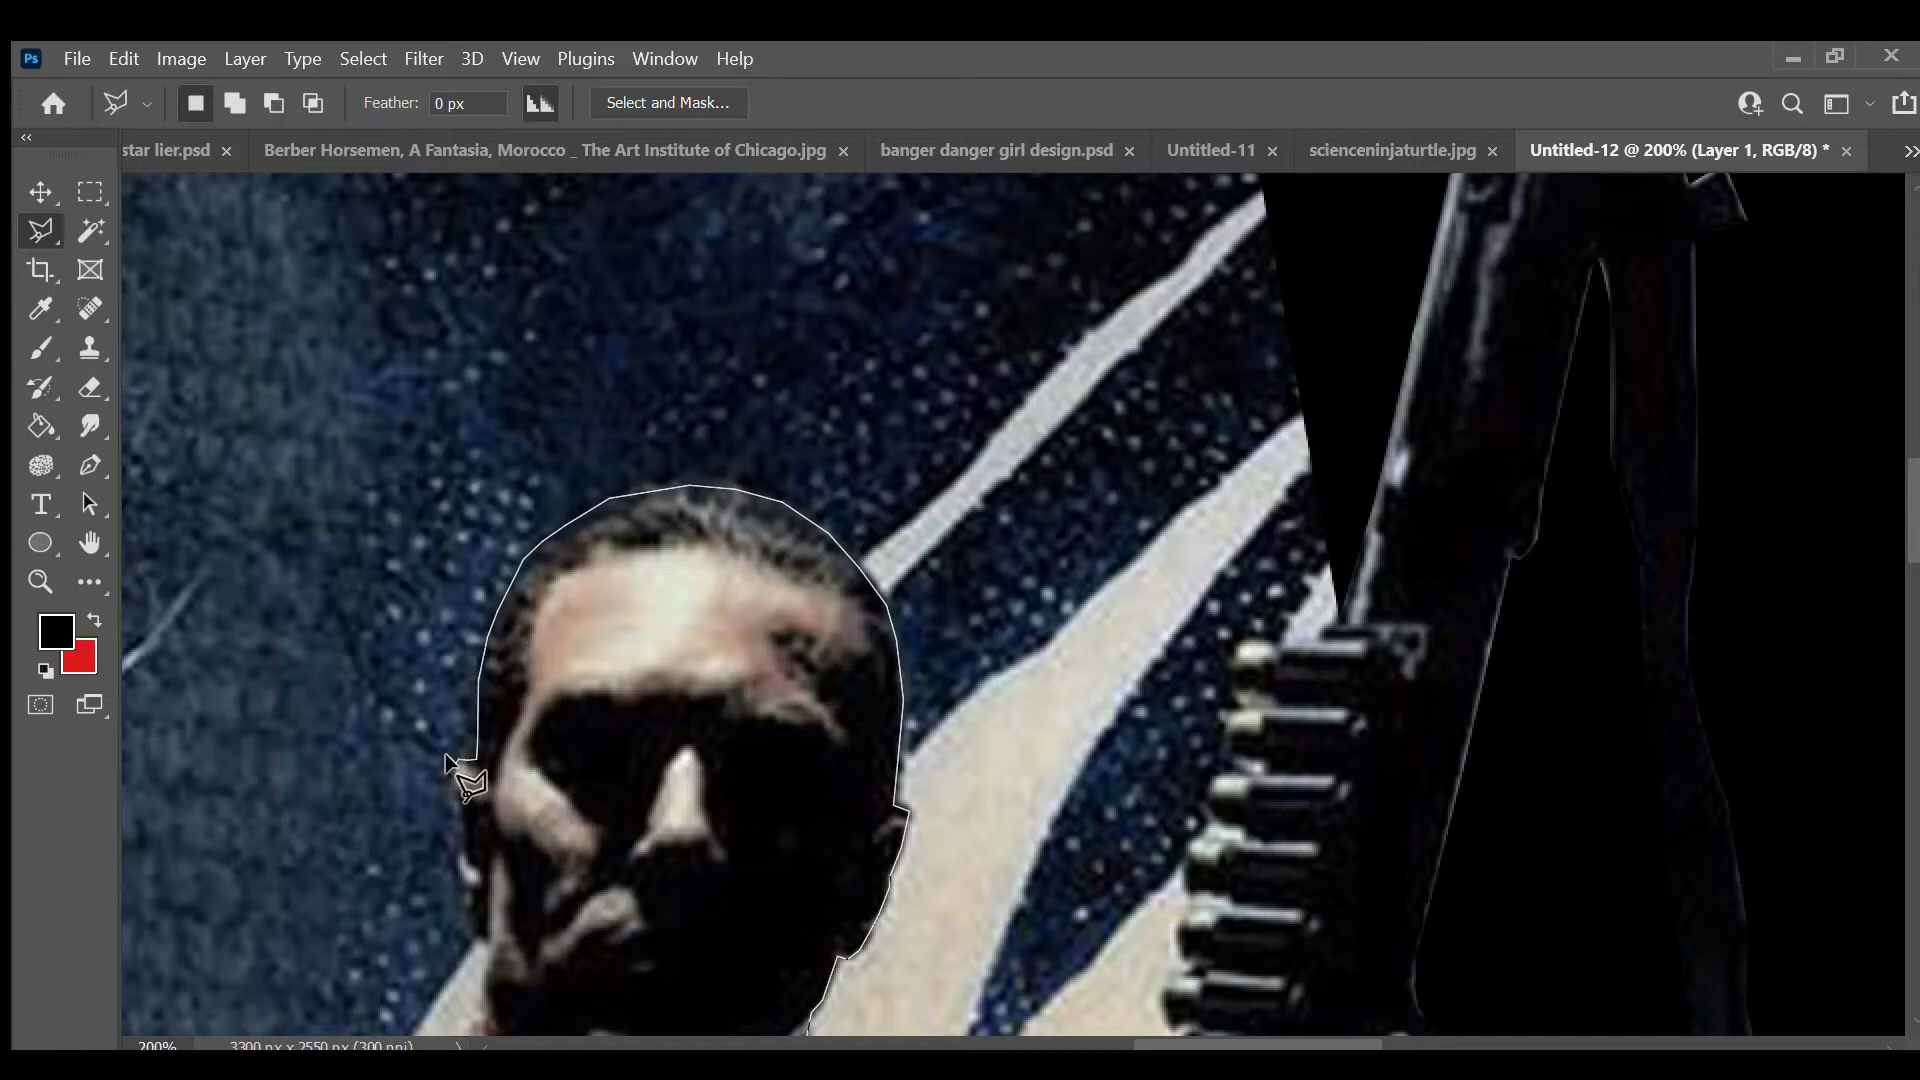 Ps File Edit Image Layer Type Select Filter 3D View Plugins Window Help
Feather: 0 px Select and Mask...
star lier.psd × Berber Horsemen, A Fantasia, Morocco _ The Art Institute of Chicago.jpg × banger danger girl design.psd × Untitled-11 × scienceninjaturtle.jpg × Untitled-12 @ 200% (Layer 1, RGB/8) * ×
T
200% 3300 px x 2550 px (300 ppi)